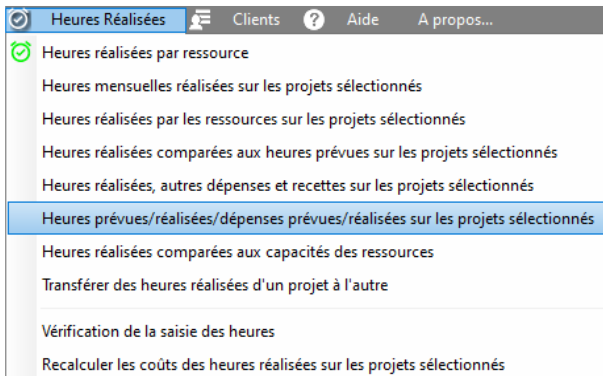 Heures Réalisées Clients ? Aide A propos...
Heures réalisées par ressource
Heures mensuelles réalisées sur les projets sélectionnés
Heures réalisées par les ressources sur les projets sélectionnés
Heures réalisées comparées aux heures prévues sur les projets sélectionnés
Heures réalisées, autres dépenses et recettes sur les projets sélectionnés
Heures prévues/réalisées/dépenses prévues/réalisées sur les projets sélectionnés
Heures réalisées comparées aux capacités des ressources
Transférer des heures réalisées d'un projet à l'autre
Vérification de la saisie des heures
Recalculer les coûts des heures réalisées sur les projets sélectionnés